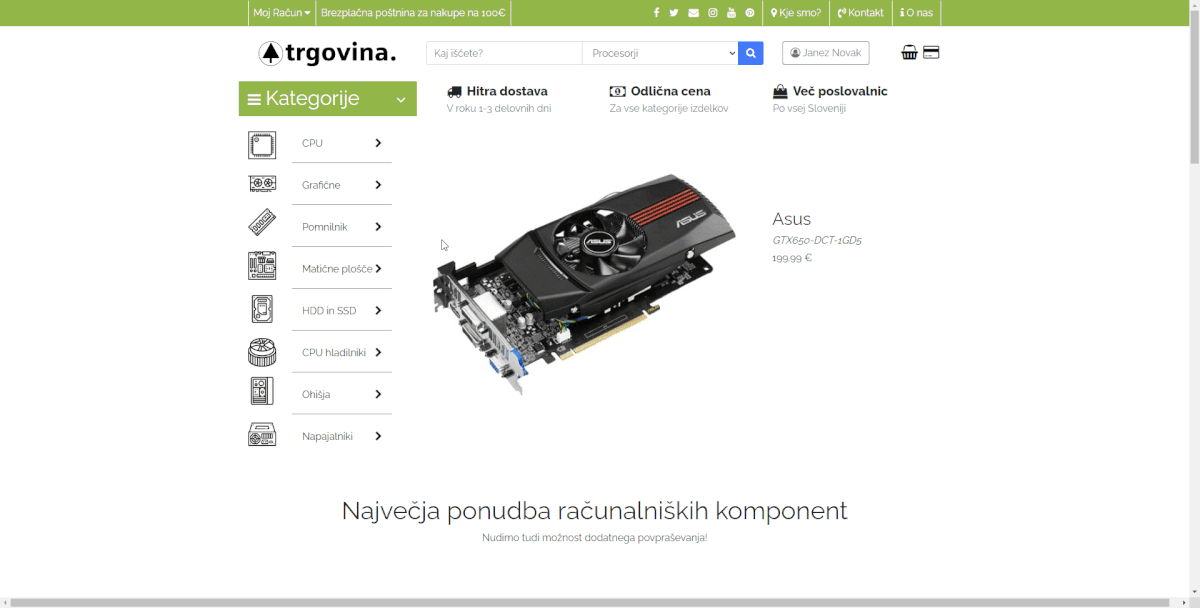 Moj Račun
Brezplačna poštnina za nakupe na 100€
Kje smo?
Kontakt
O nas
trgovina.
Kaj iščete?
Procesorji
Janez Novak
Kategorije
Hitra dostava
V roku 1-3 delovnih dni
Odlična cena
Za vse kategorije izdelkov
Več poslovalnic
Po vsej Sloveniji
CPU
Grafične
Pomnilnik
Matične plošče
HDD in SSD
CPU hladilniki
Ohišja
Napajalniki
ASUS
ASUS
Asus
GTX650-DCT-1GD5
199.99 €
Največja ponudba računalniških komponent
Nudimo tudi možnost dodatnega povpraševanja!